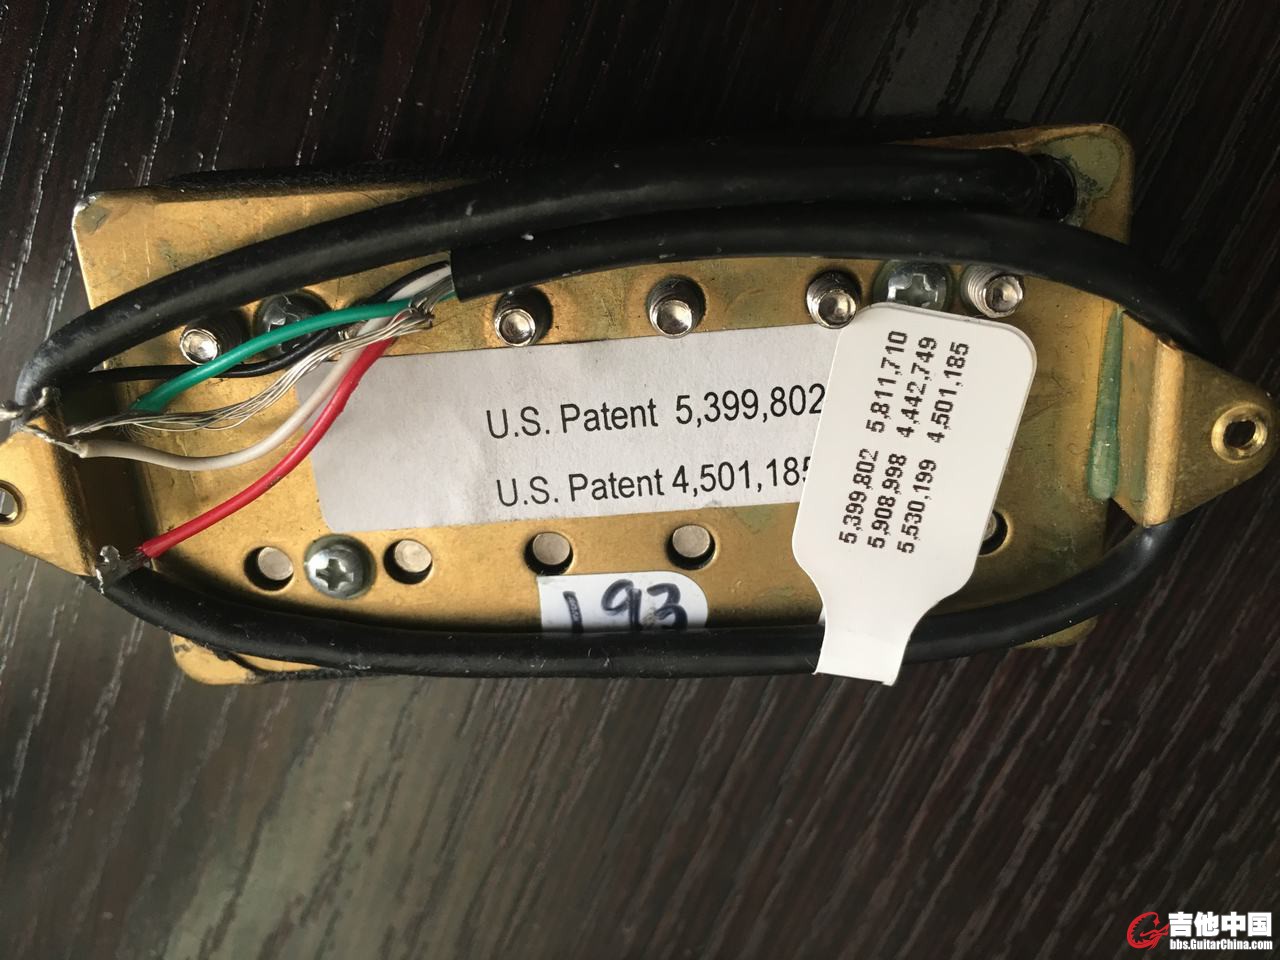 U.S. Patent 5,399,802
U.S. Patent 4,501,185
5,399,802 5,811,710
5,908,998 4,442,749
5,530,199 4,501,185
193
吉他中国
bbs.GuitarChina.com